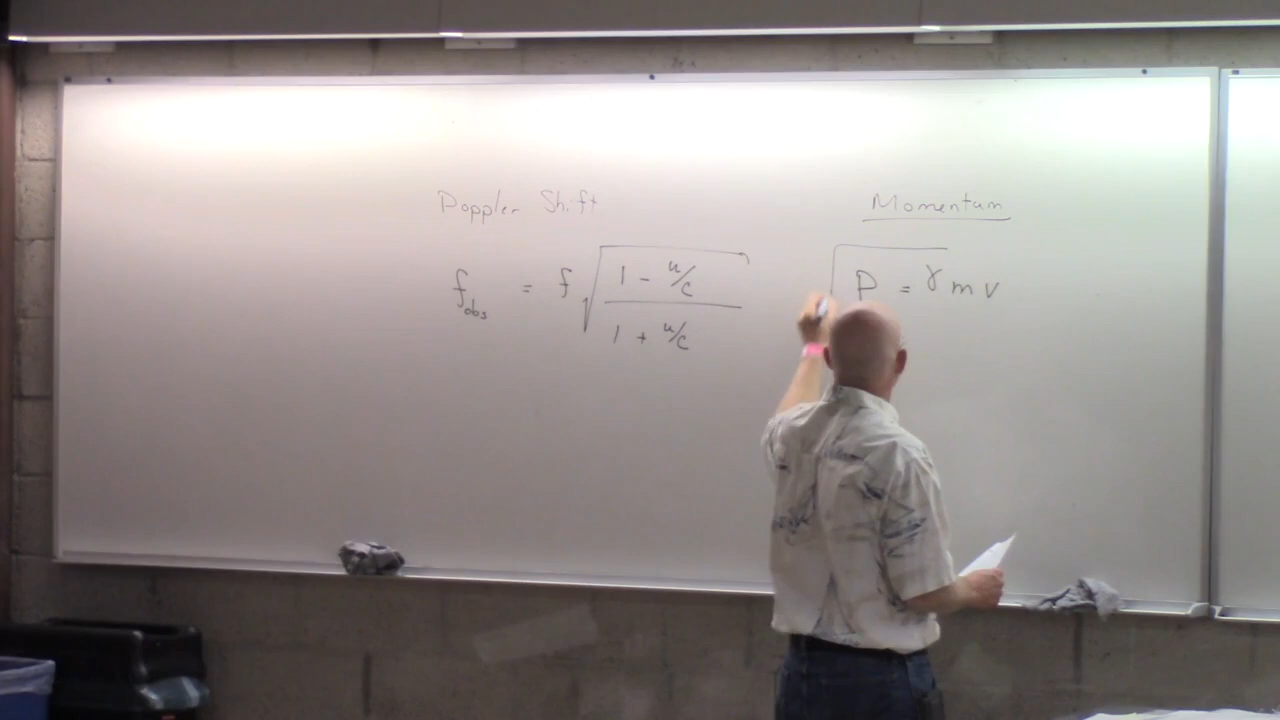 Doppler Shift
f_obs = f √((1 - u/c)/(1 + u/c))
Momentum
P = γ m v